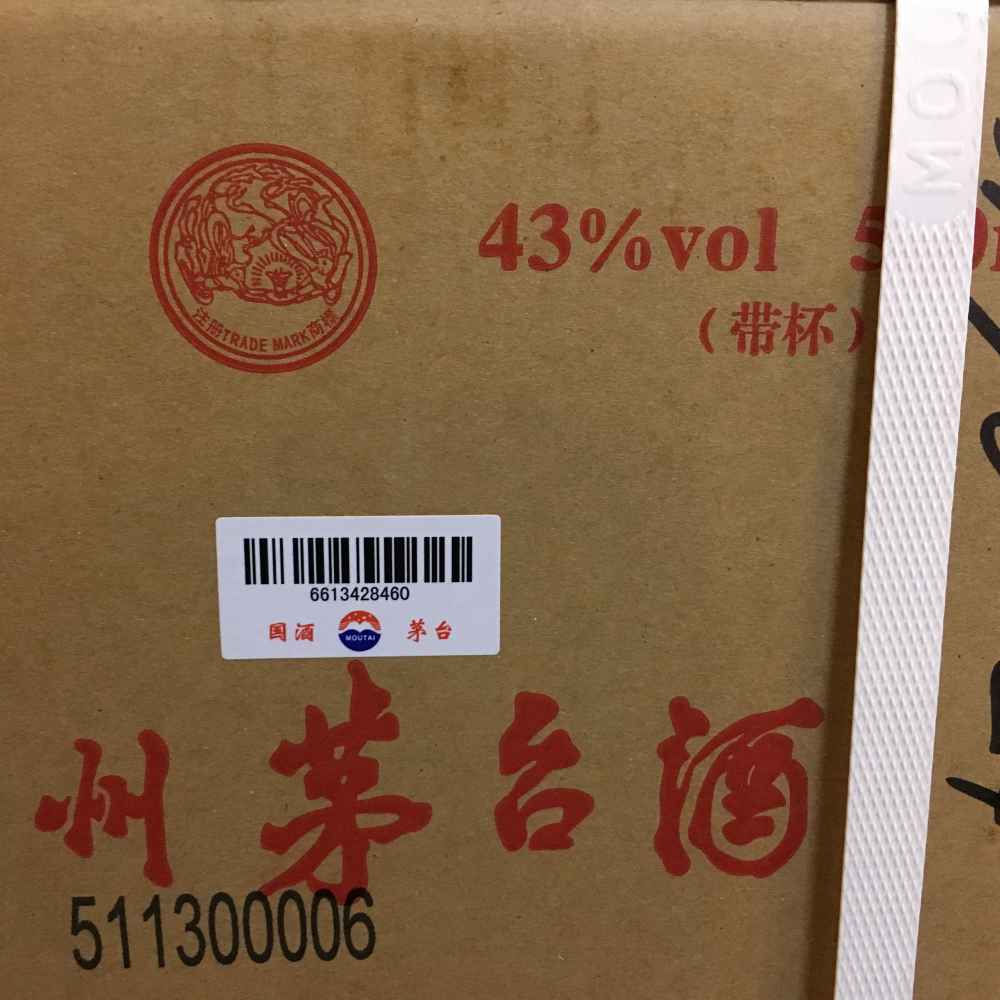 注册TRADE MARK商标
43%vol
(带杯)
6613428460
国酒 MOUTAI 茅台
州茅台酒
511300006
MOU